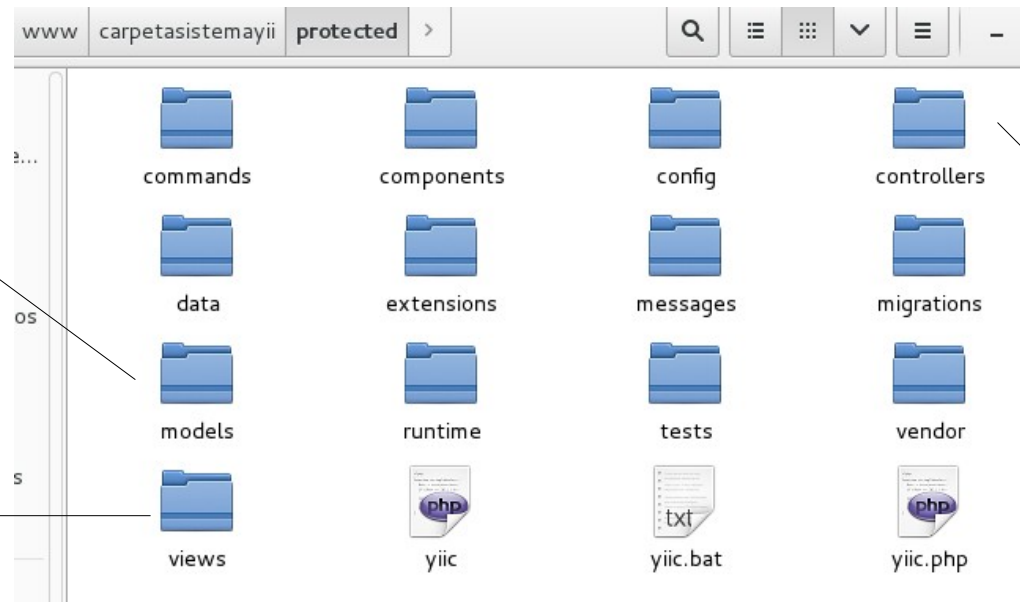 www carpetasistemayii protected
e...
commands components config controllers
data extensions messages migrations
os
models runtime tests vendor
s
php txt php
views yiic yiic.bat yiic.php